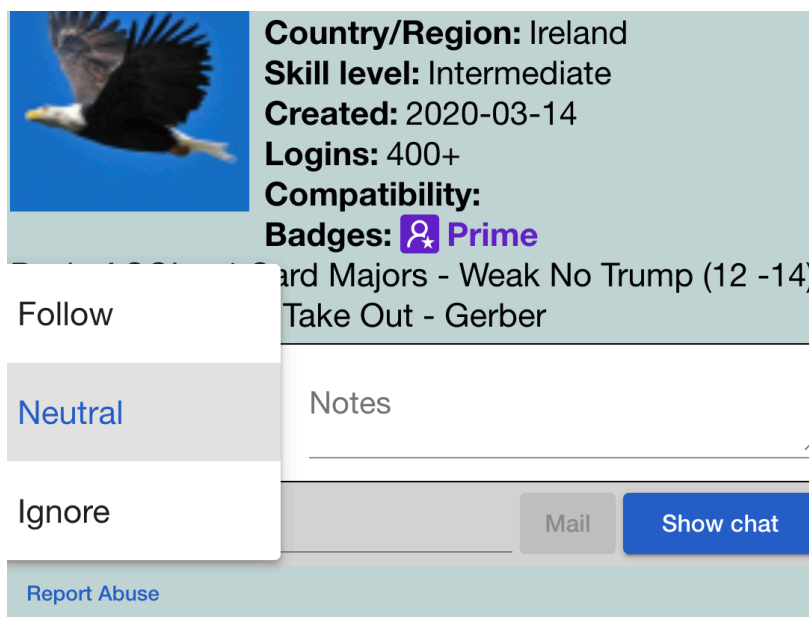 Country/Region: Ireland
Skill level: Intermediate
Created: 2020-03-14
Logins: 400+
Compatibility:
Badges: Prime
ard Majors - Weak No Trump (12 -14)
Take Out - Gerber
Follow
Neutral
Ignore
Notes
Mail
Show chat
Report Abuse